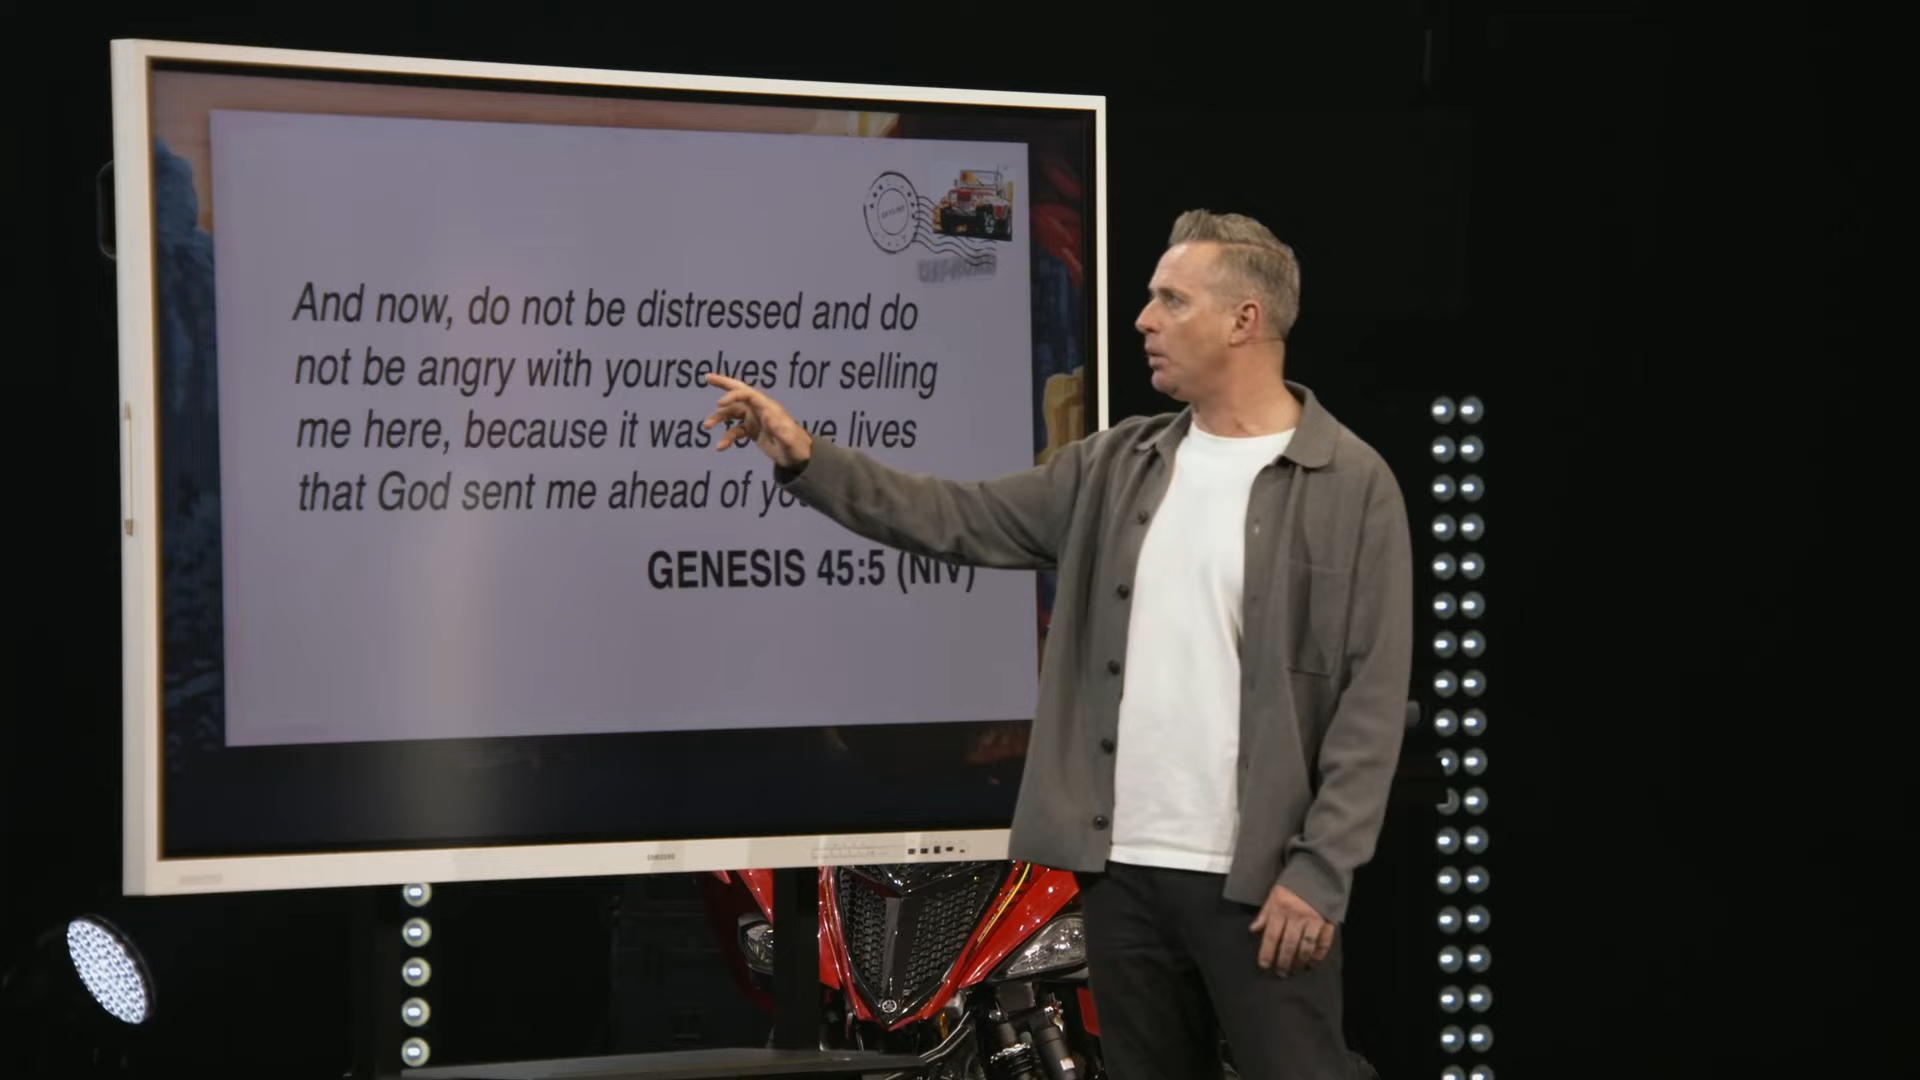 And now, do not be distressed and do
not be angry with yourselves for selling
me here, because it was lives
that God sent me ahead of
GENESIS 45:5 (NIV)
SAMSUNG